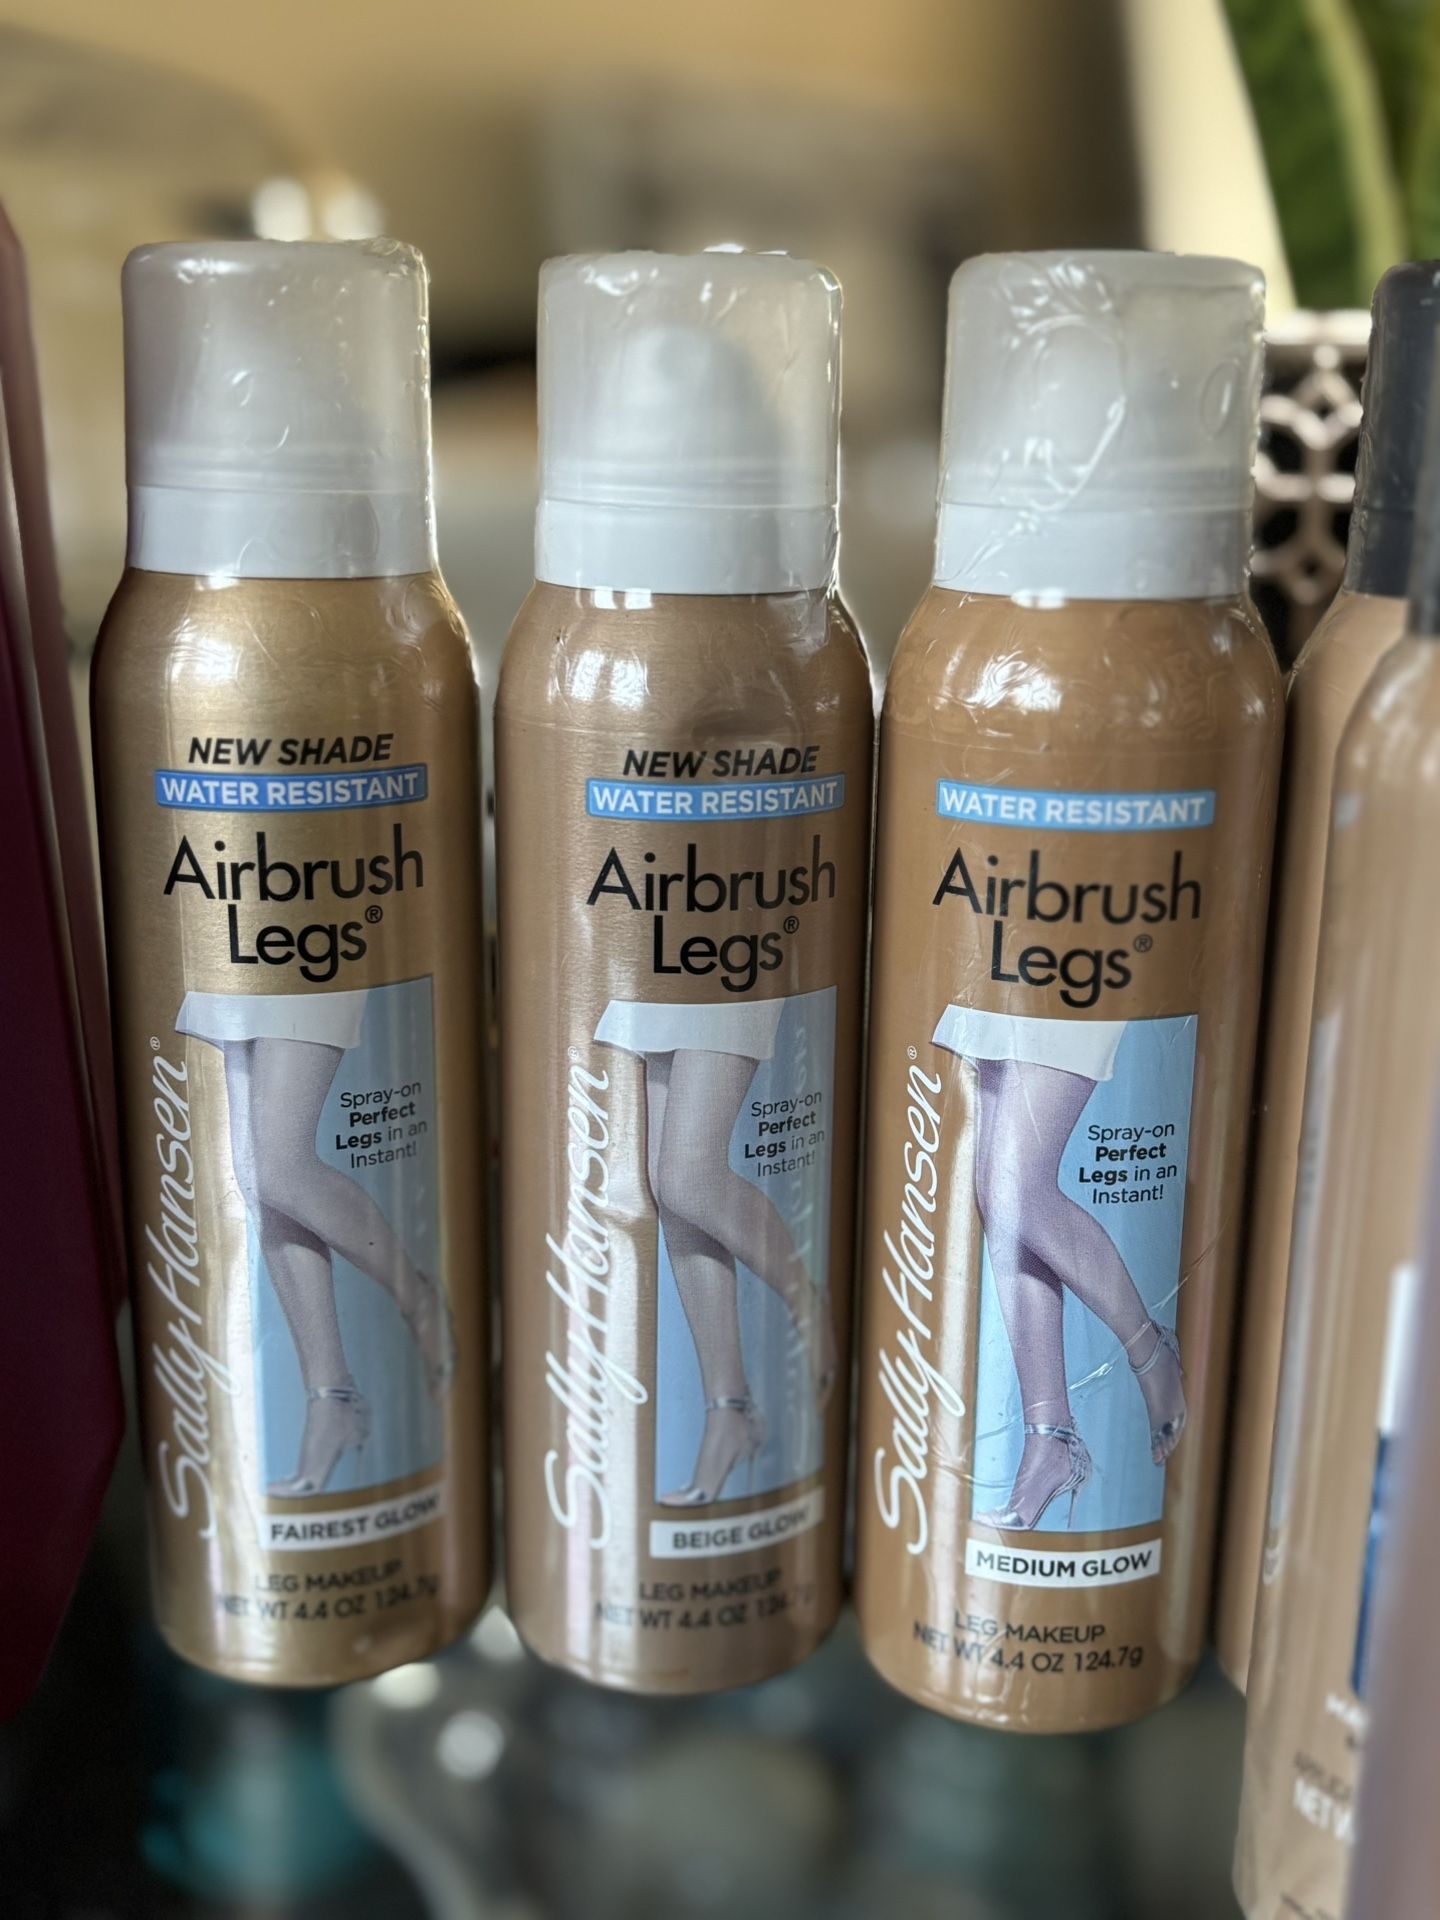 NEW SHADE
WATER RESISTANT
Airbrush
Legs®
Spray-on
Perfect
Legs in an
Instant!
Sally Hansen®
FAIREST GLOW
LEG MAKEUP
NET WT 4.4 OZ 124.7g
NEW SHADE
WATER RESISTANT
Airbrush
Legs®
Spray-on
Perfect
Legs in an
Instant!
Sally Hansen®
BEIGE GLOW
LEG MAKEUP
NET WT 4.4 OZ 124.7g
WATER RESISTANT
Airbrush
Legs®
Spray-on
Perfect
Legs in an
Instant!
Sally Hansen®
MEDIUM GLOW
LEG MAKEUP
NET WT 4.4 OZ 124.7g
NET